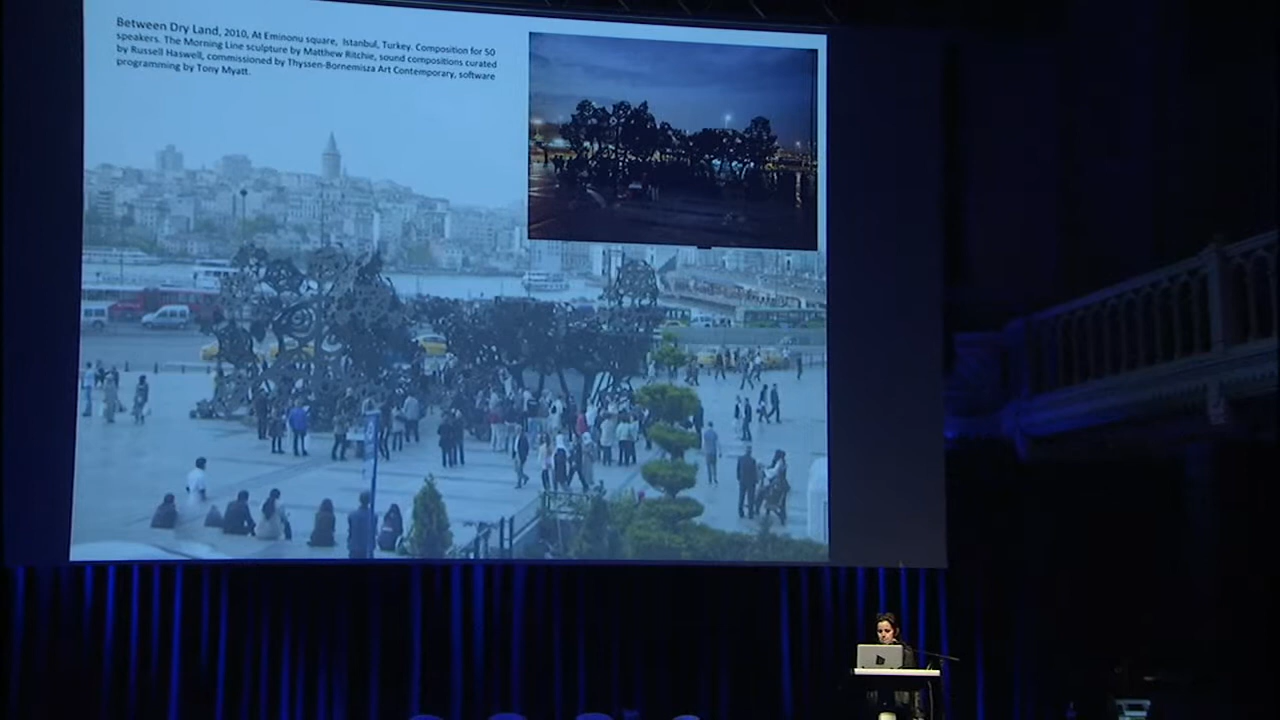 Between Dry Land, 2010, At Eminonu square, Istanbul, Turkey. Composition for 50
speakers. The Morning Line sculpture by Matthew Ritchie, sound compositions curated
by Russell Haswell, commissioned by Thyssen-Bornemisza Art Contemporary, software
programming by Tony Myatt.